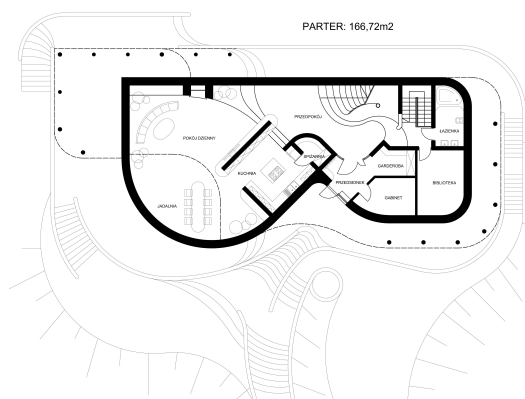 PARTER: 166,72m2
PRZEDPOKÓJ
ŁAZIENKA
POKÓJ DZIENNY
SPIŻARNIA
GARDEROBA
KUCHNIA
PRZEDSIONEK
BIBLIOTEKA
GABINET
JADALNIA